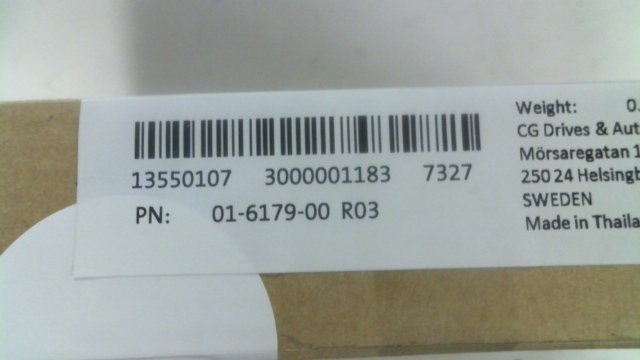 13550107 3000001183 7327
PN: 01-6179-00 R03
Weight: 0.
CG Drives & Aut
Mörsaregatan 1
250 24 Helsingb
SWEDEN
Made in Thaila